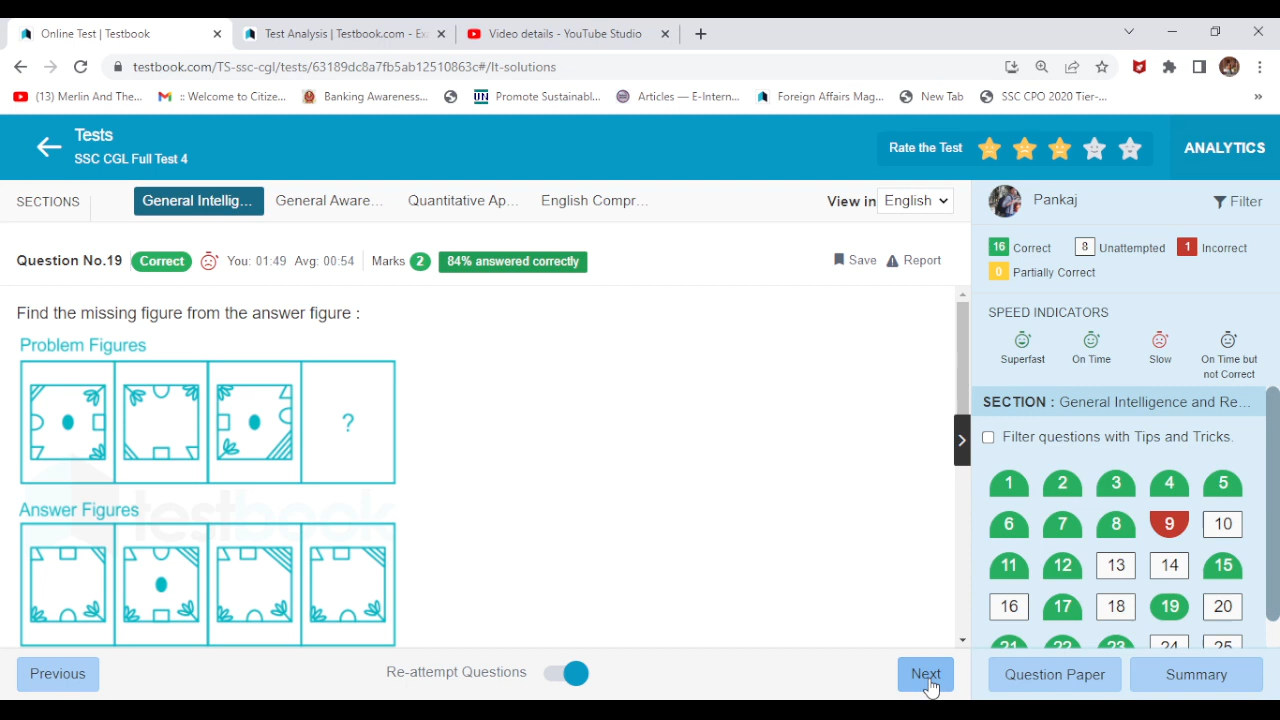 Online Test | Testbook
Test Analysis | Testbook.com - Ex
Video details - YouTube Studio
testbook.com/TS-ssc-cgl/tests/63189dc8a7fb5ab12510863c#/lt-solutions
(13) Merlin And The...
:: Welcome to Citize...
Banking Awareness...
UN Promote Sustainabl...
Articles — E-Intern...
Foreign Affairs Mag...
New Tab
SSC CPO 2020 Tier-...
»
Tests
SSC CGL Full Test 4
Rate the Test
ANALYTICS
SECTIONS
General Intellig...
General Aware...
Quantitative Ap...
English Compr...
View in English
Pankaj
Filter
Question No.19 Correct You: 01:49 Avg: 00:54 Marks 2 84% answered correctly
Save Report
16 Correct 8 Unattempted 1 Incorrect
0 Partially Correct
Find the missing figure from the answer figure :
Problem Figures
?
Answer Figures
testbook
SPEED INDICATORS
Superfast On Time Slow On Time but
not Correct
SECTION : General Intelligence and Re...
Filter questions with Tips and Tricks.
1 2 3 4 5
6 7 8 9 10
11 12 13 14 15
16 17 18 19 20
21 22 23 24 25
Previous
Re-attempt Questions
Next
Question Paper
Summary